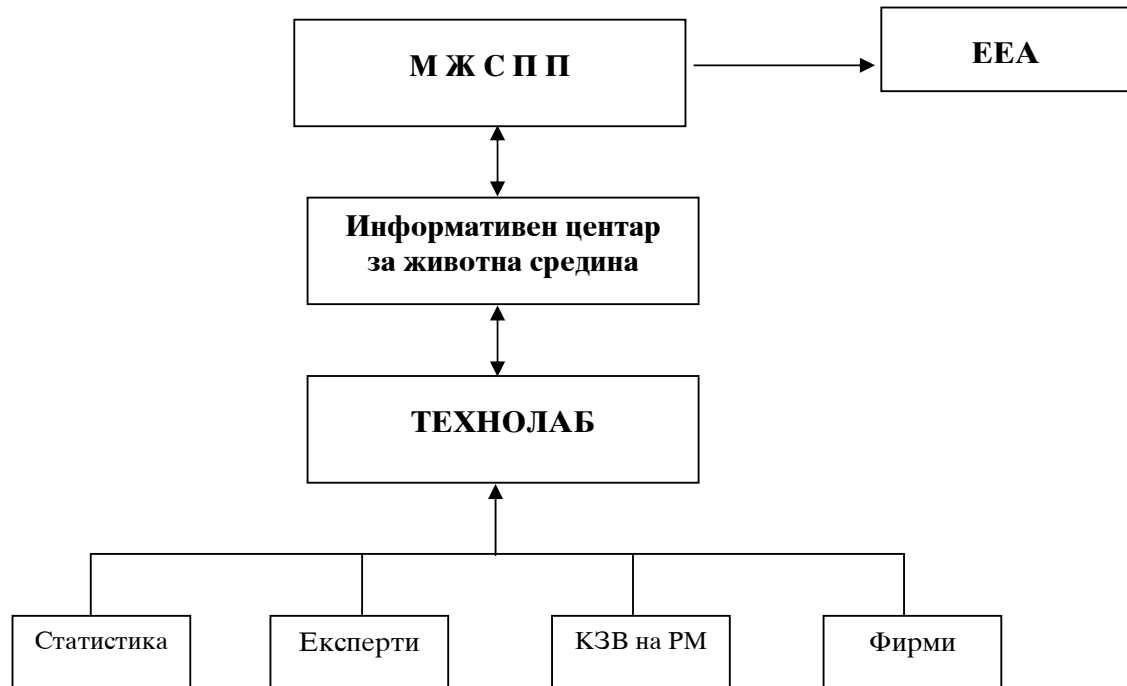 М Ж С П П
ЕЕА
Информативен центар
за животна средина
ТЕХНОЛАБ
Статистика
Експерти
КЗВ на РМ
Фирми